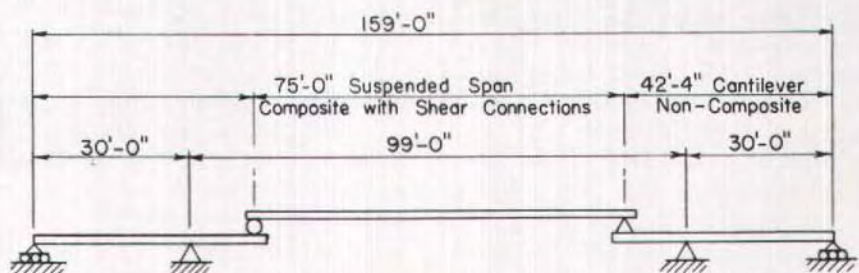 159'-0"
75'-0" Suspended Span
Composite with Shear Connections
42'-4" Cantilever
Non-Composite
30'-0"
99'-0"
30'-0"